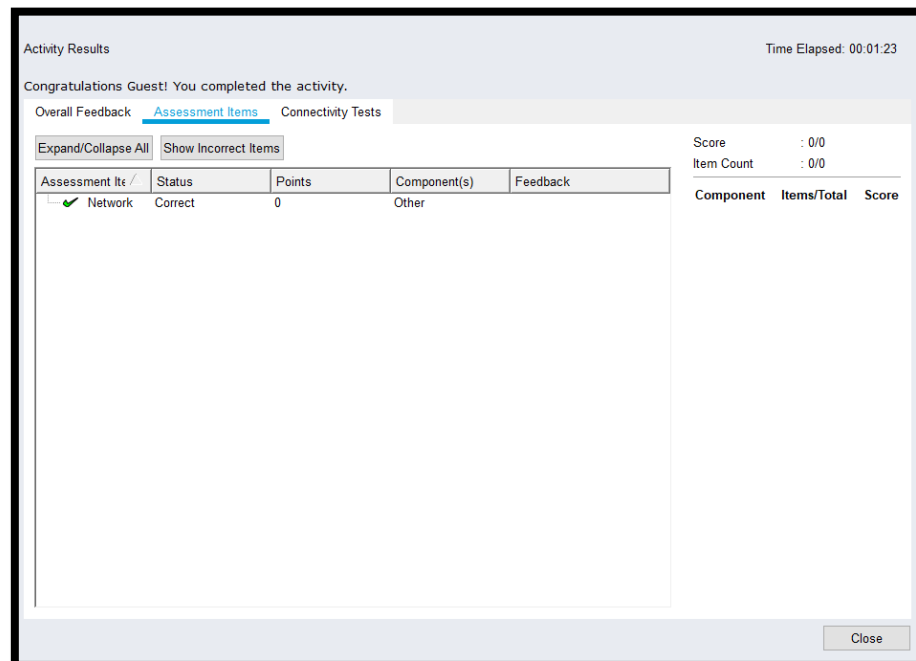 Activity Results
Time Elapsed: 00:01:23
Congratulations Guest! You completed the activity.
Overall Feedback Assessment Items Connectivity Tests
Expand/Collapse All Show Incorrect Items
Assessment Ite Status Points Component(s) Feedback
Network Correct 0 Other
Score : 0/0
Item Count : 0/0
Component Items/Total Score
Close